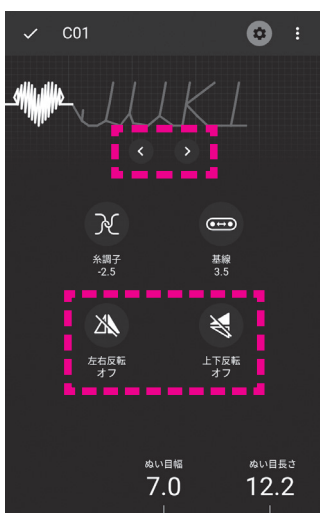 C01
JUKI
糸調子
-2.5
基線
3.5
左右反転
オフ
上下反転
オフ
ぬい目幅
7.0
ぬい目長さ
12.2